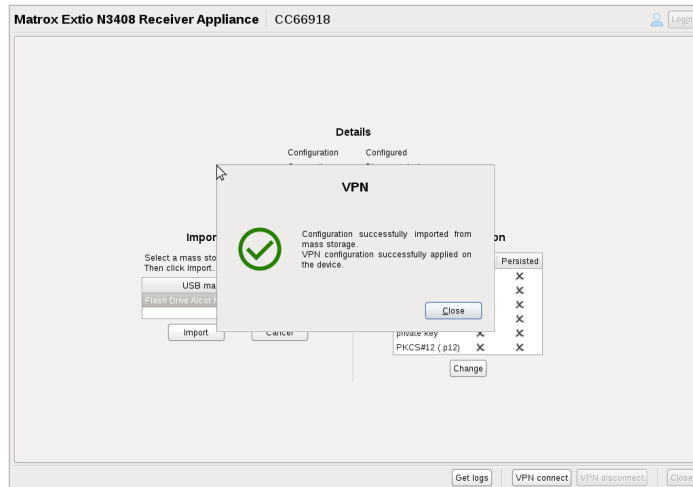 Matrox Extio N3408 Receiver Appliance CC66918 Login
Details
Configuration Configured
VPN
Configuration successfully imported from
mass storage.
VPN configuration successfully applied on
the device.
Close
Impor
Select a mass sto
Then click Import.
USB ma
Flash Drive Alcor
Import Cancel
on
Persisted
private key
PKCS#12 (.p12)
Change
Get logs VPN connect VPN disconnect Close